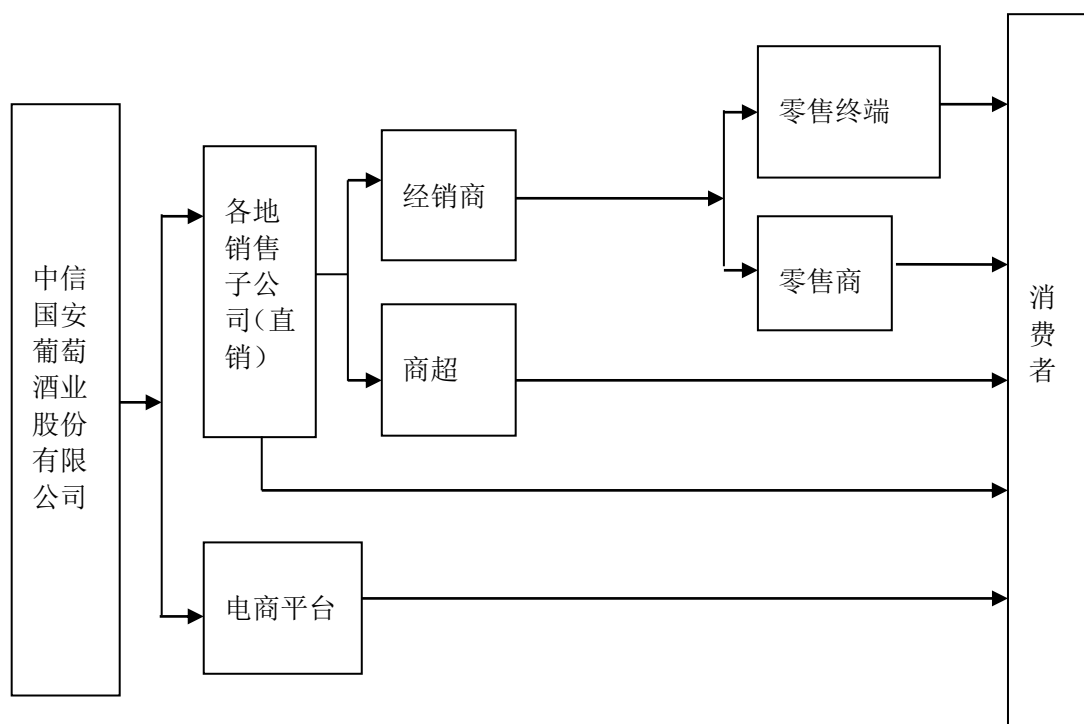 中信
国安
葡萄
酒业
股份
有限
公司
各地
销售
子公
司（直
销）
电商平台
经销商
商超
零售终端
零售商
消
费
者